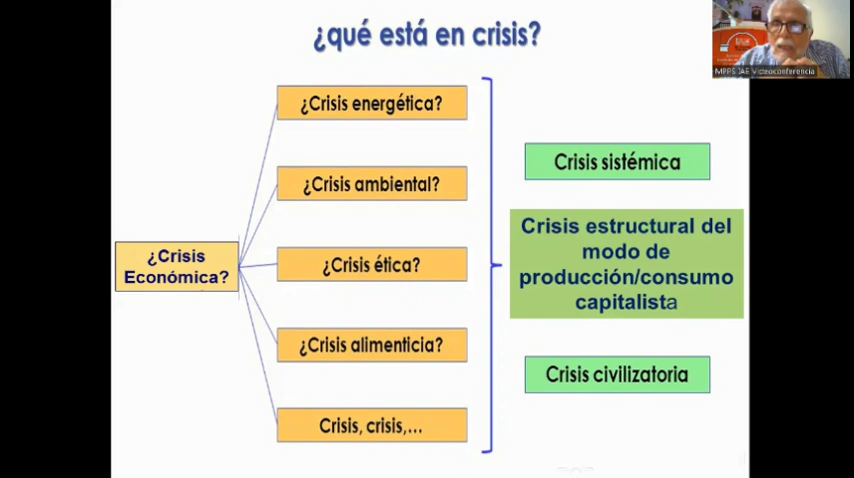 ¿qué está en crisis?
MPPS IAE Videoconferencia
¿Crisis energética?
¿Crisis ambiental?
¿Crisis
Económica?
¿Crisis ética?
¿Crisis alimenticia?
Crisis, crisis,...
Crisis sistémica
Crisis estructural del
modo de
producción/consumo
capitalista
Crisis civilizatoria